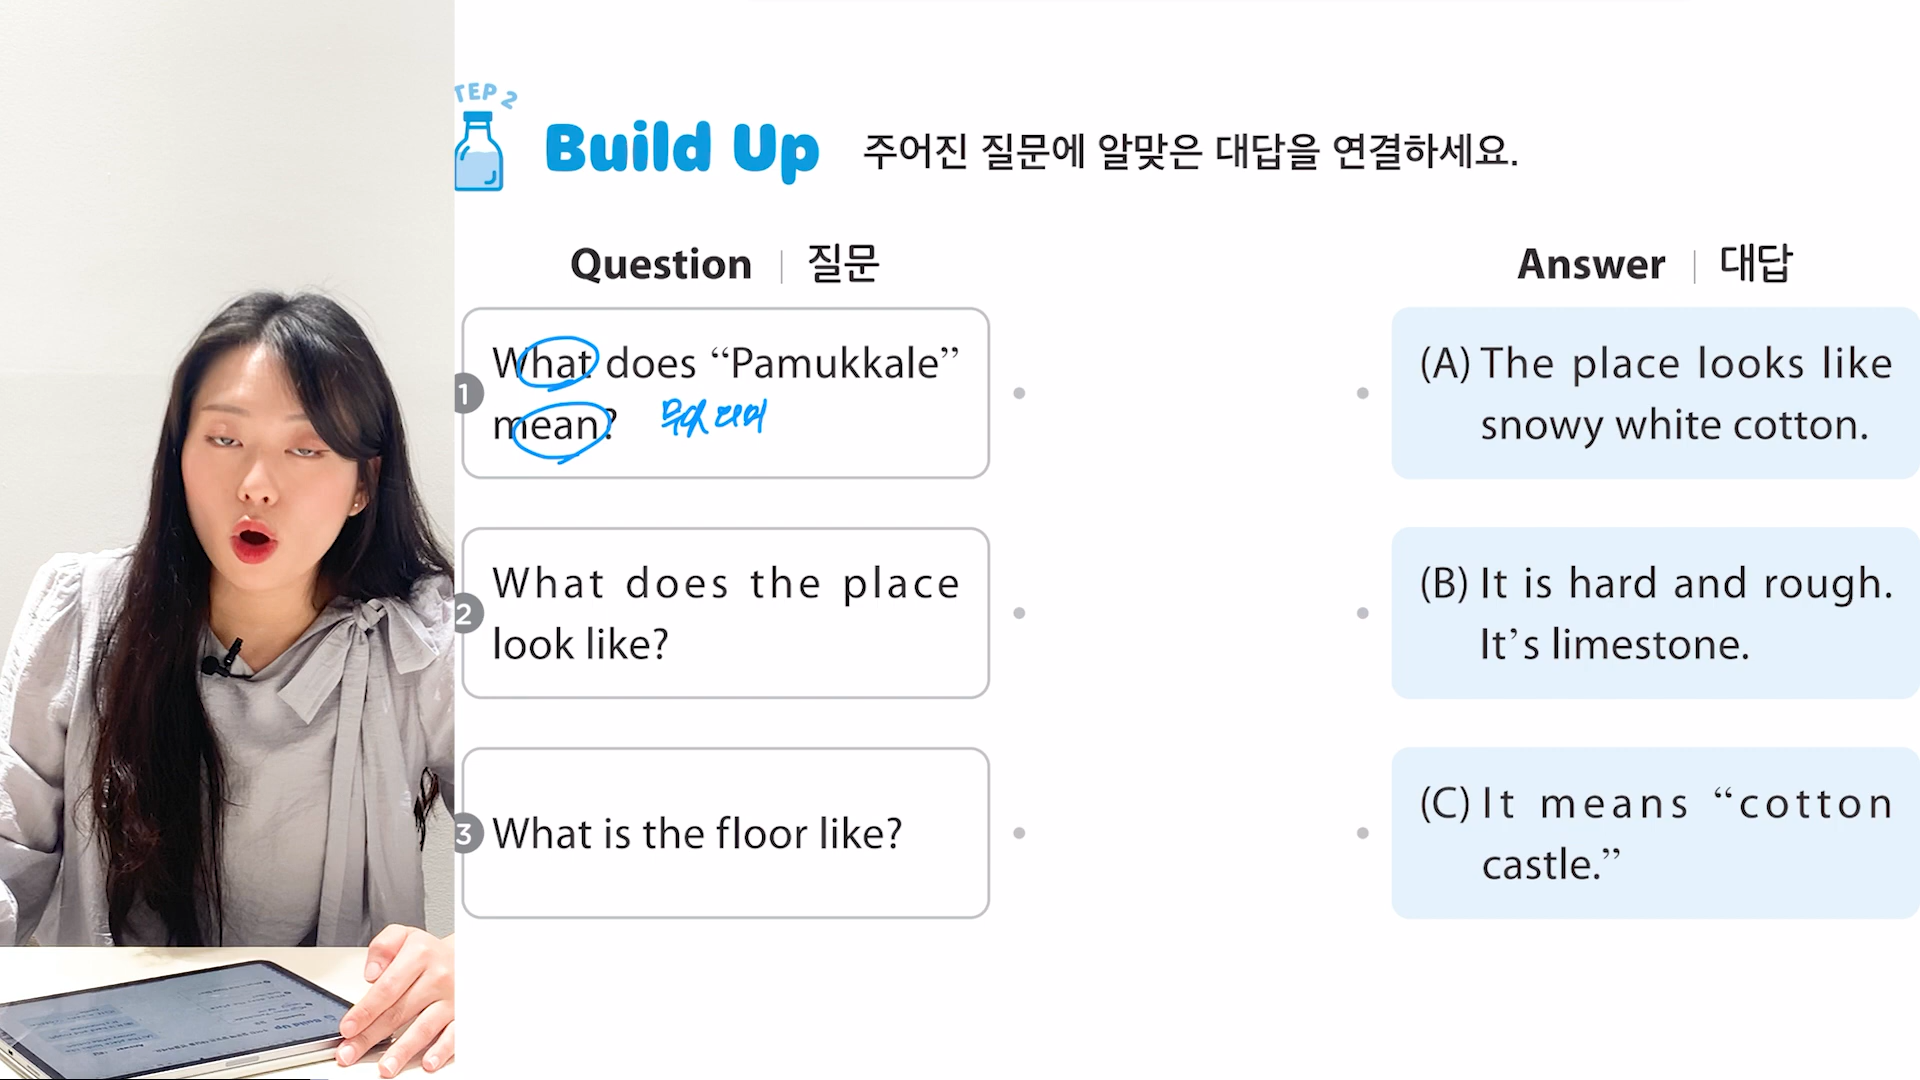 TEP 2
Build Up 주어진 질문에 알맞은 대답을 연결하세요.
Question | 질문
Answer | 대답
1 What does “Pamukkale”
mean? 무엇
2 What does the place
look like?
3 What is the floor like?
(A) The place looks like
snowy white cotton.
(B) It is hard and rough.
It’s limestone.
(C) It means “cotton
castle.”